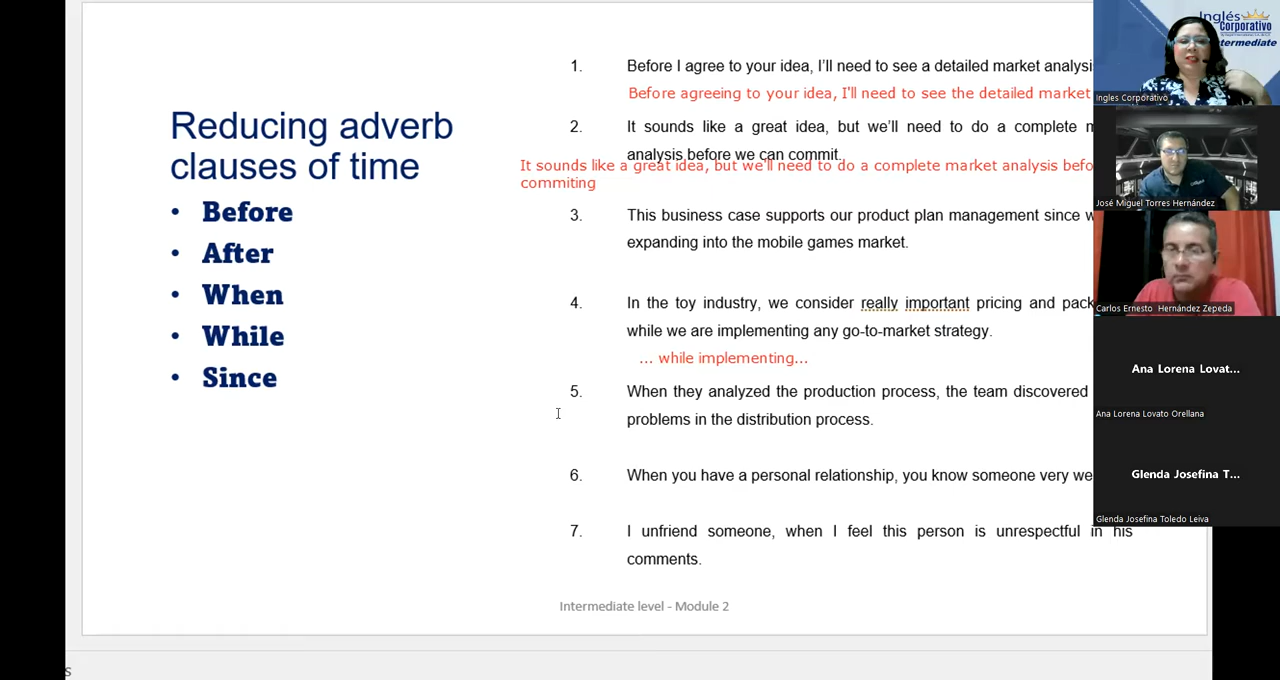 Reducing adverb
clauses of time
• Before
• After
• When
• While
• Since
1. Before I agree to your idea, I'll need to see a detailed market analysi
Before agreeing to your idea, I'll need to see the detailed market
2. It sounds like a great idea, but we'll need to do a complete m
analysis before we can commit.
It sounds like a great idea, but we'll need to do a complete market analysis befo
commiting
3. This business case supports our product plan management since w
expanding into the mobile games market.
4. In the toy industry, we consider really important pricing and pack
while we are implementing any go-to-market strategy.
... while implementing...
5. When they analyzed the production process, the team discovered
problems in the distribution process.
6. When you have a personal relationship, you know someone very we
7. I unfriend someone, when I feel this person is unrespectful in his
comments.
Intermediate level - Module 2
s
Inglés
Corporativo
ntermediate
Ingles Corporativo
José Miguel Torres Hernández
Carlos Ernesto Hernández Zepeda
Ana Lorena Lovat...
Ana Lorena Lovato Orellana
Glenda Josefina T...
Glenda Josefina Toledo Leiva